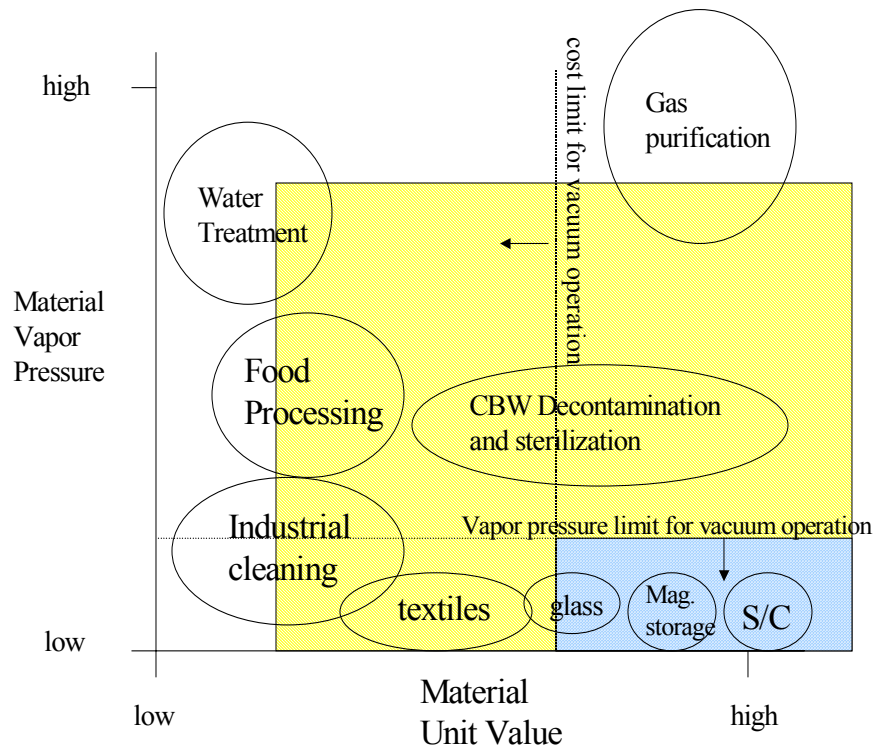 high
cost limit for vacuum operation
Gas
purification
Water
Treatment
Material
Vapor
Pressure
Food
Processing
CBW Decontamination
and sterilization
Vapor pressure limit for vacuum operation
Industrial
cleaning
textiles
glass
Mag.
storage
S/C
low
low
Material
Unit Value
high